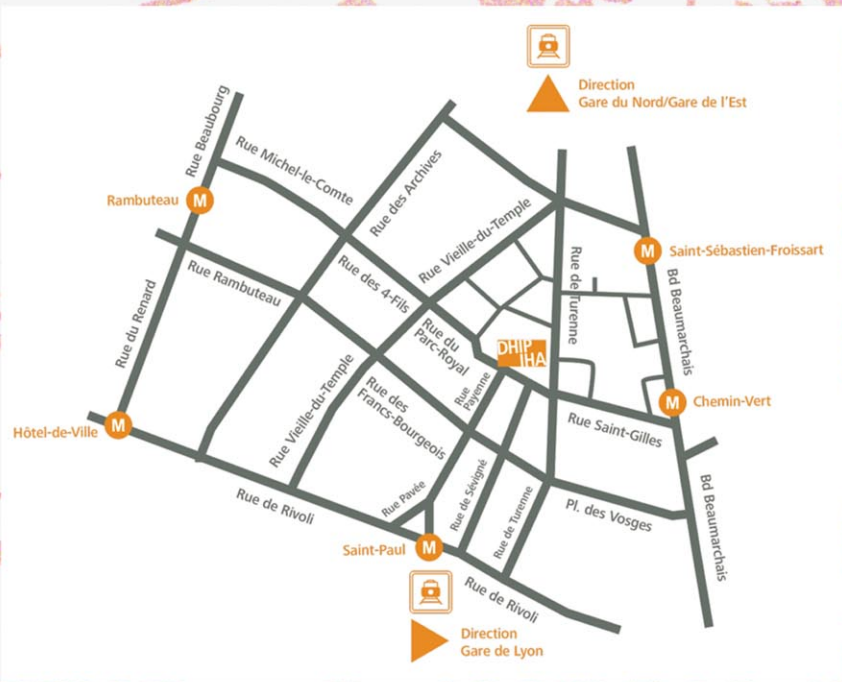 Direction
Gare du Nord/Gare de l'Est
Rue Beaubourg
Rue Michel-le-Comte
Rue des Archives
Rambuteau
M
Rue Vieille-du-Temple
M
Saint-Sébastien-Froissart
Rue Rambuteau
Rue des 4-Fils
Rue de Turenne
Bd Beaumarchais
Rue du Renard
Rue du
Parc-Royal
DHIP
IHA
Rue
Payenne
Rue Vieille-du-Temple
Rue des
Francs-Bourgeois
M
Chemin-Vert
Rue Saint-Gilles
Hôtel-de-Ville
M
Rue de Rivoli
Rue Pavée
Rue de Sévigné
Rue de Turenne
Pl. des Vosges
Bd Beaumarchais
Saint-Paul
M
Rue de Rivoli
Direction
Gare de Lyon